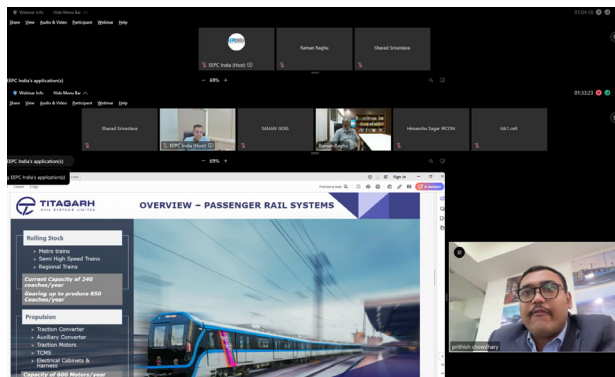 Webinar Info Hide Menu Bar
01:04:18
Share View Audio & Video Participant Webinar Help
EEPC India (Host)
Raman Raghu
Sharad Srivastava
EEPC India's application(s)
69%
Webinar Info Hide Menu Bar
01:33:23
Share View Audio & Video Participant Webinar Help
Sharad Srivastava
EEPC India (Host)
SANJAY GOEL
Raman Raghu
Himanshu Sagar IRCON
EEPC India's application(s)
69%
EEPC India's application(s)
Sign in
TITAGARH
RAIL SYSTEMS LIMITED
OVERVIEW – PASSENGER RAIL SYSTEMS
Rolling Stock
Metro trains
Semi High Speed Trains
Regional Trains
Current Capacity of 240
coaches/year
Gearing up to produce 850
Coaches/year
Propulsion
Traction Converter
Auxiliary Converter
Traction Motors
TCMS
Electrical Cabinets &
Harness
Capacity of 600 Motors/year
prithish chowdhary